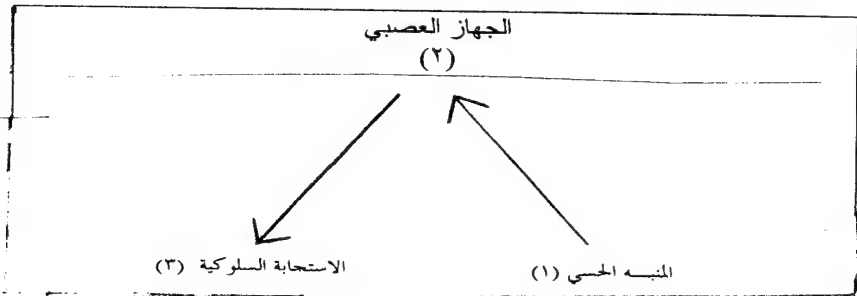 الجهاز العصبي
(٢)
المنبه الحسي (١)
الاستجابة السلوكية (٣)